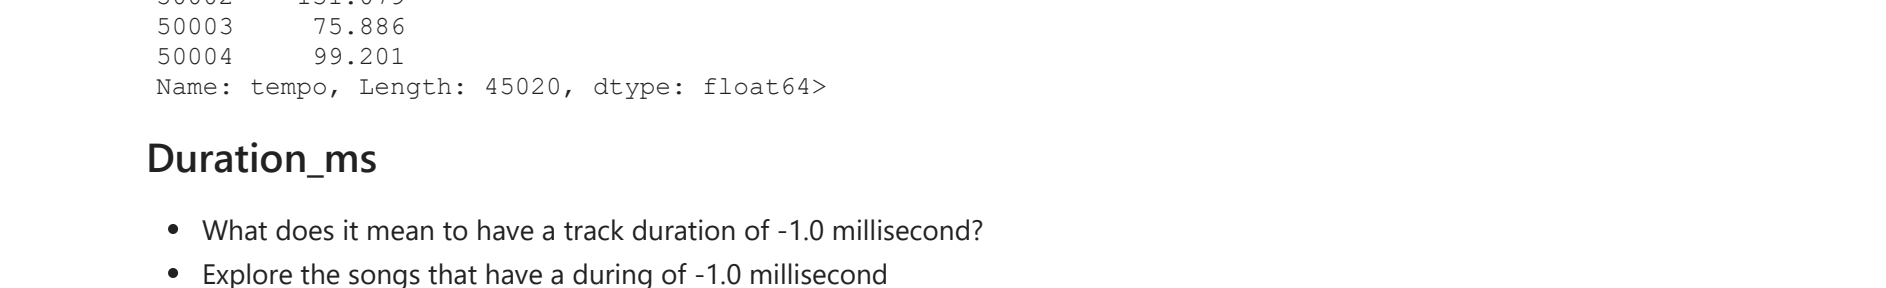 50003     75.886
50004     99.201
Name: tempo, Length: 45020, dtype: float64>
Duration_ms
• What does it mean to have a track duration of -1.0 millisecond?
• Explore the songs that have a during of -1.0 millisecond